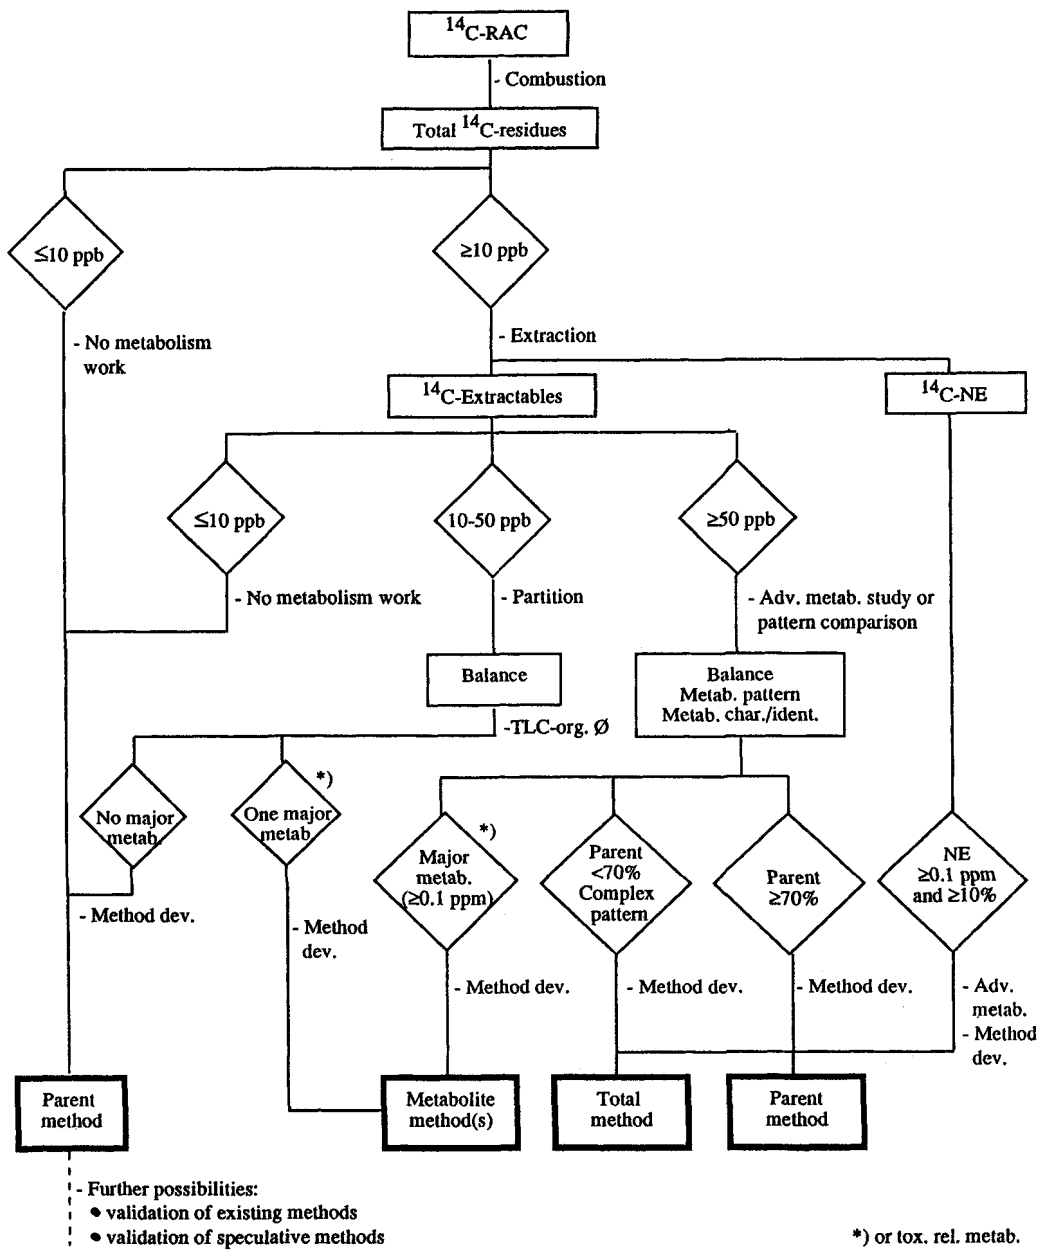 14C-RAC
- Combustion
Total 14C-residues
≤10 ppb
≥10 ppb
- No metabolism
work
- Extraction
14C-Extractables
14C-NE
≤10 ppb
10-50 ppb
≥50 ppb
- No metabolism work
- Partition
- Adv. metab. study or
pattern comparison
Balance
Balance
Metab. pattern
Metab. char./ident.
-TLC-org. Ø
No major
metab.
*)
One major
metab.
*)
Major
metab.
(≥0.1 ppm)
Parent
<70%
Complex
pattern
Parent
≥70%
NE
≥0.1 ppm
and ≥10%
- Method dev.
- Method
dev.
- Method dev.
- Method dev.
- Method dev.
- Adv.
metab.
- Method
dev.
Parent
method
Metabolite
method(s)
Total
method
Parent
method
- Further possibilities:
● validation of existing methods
● validation of speculative methods
*) or tox. rel. metab.